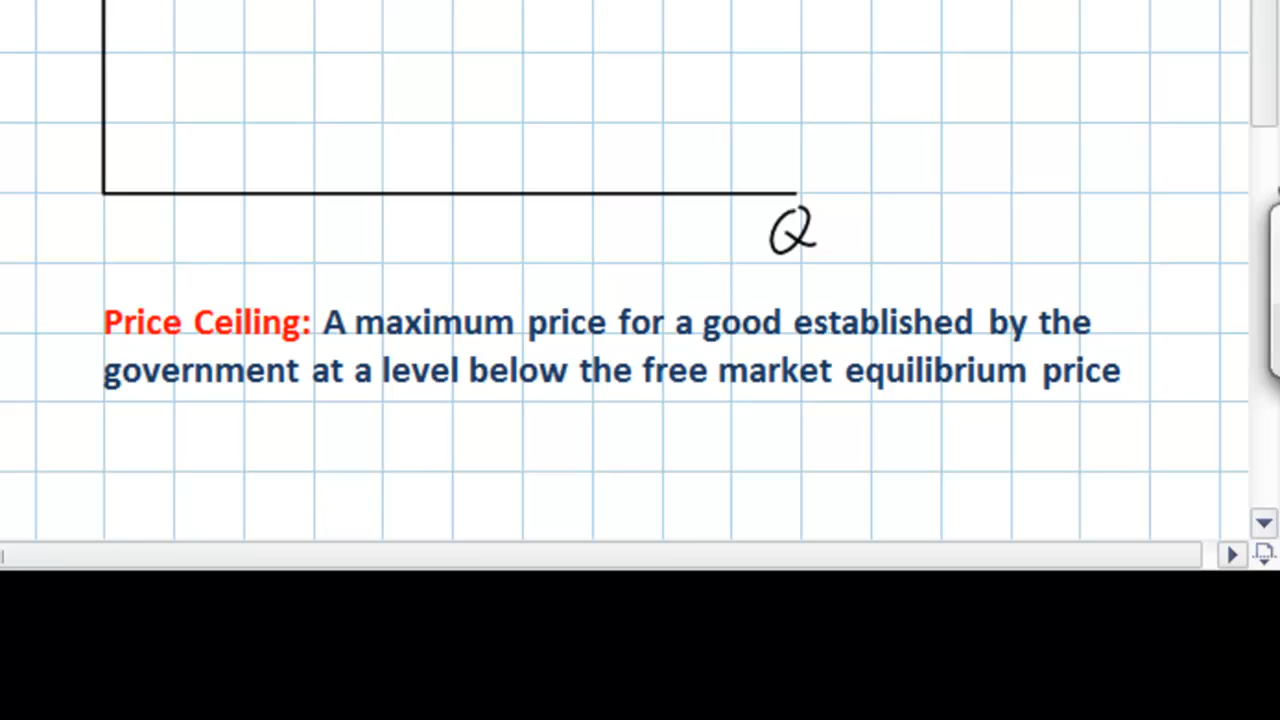 Q
Price Ceiling: A maximum price for a good established by the
government at a level below the free market equilibrium price